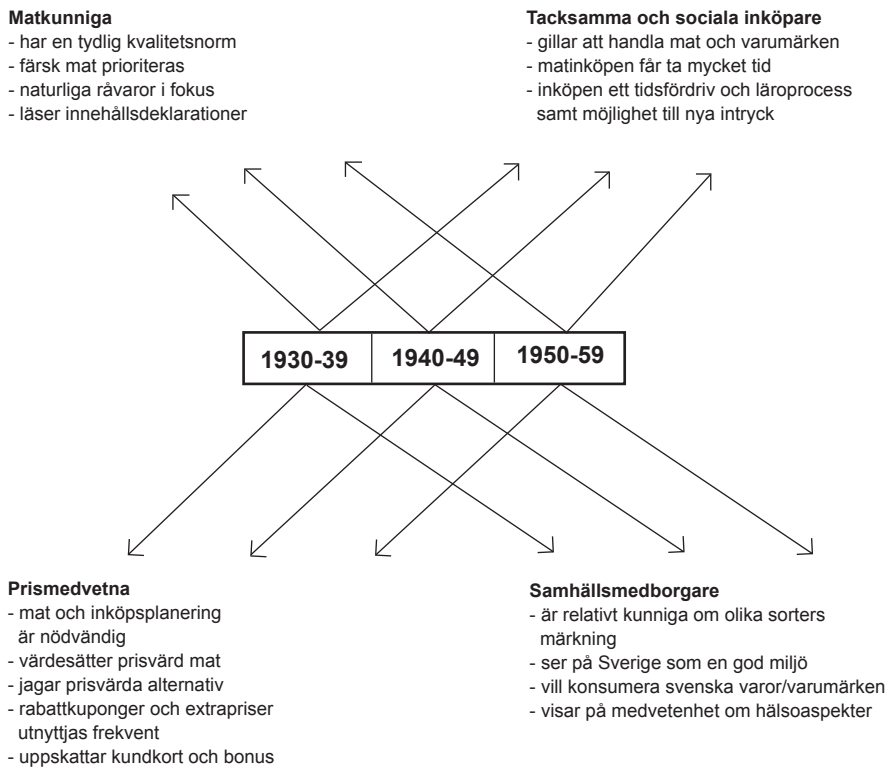 Matkunniga
- har en tydlig kvalitetsnorm
- färsk mat prioriteras
- naturliga råvaror i fokus
- läser innehållsdeklarationer
Tacksamma och sociala inköpare
- gillar att handla mat och varumärken
- matinköpen får ta mycket tid
- inköpen ett tidsfördriv och läroprocess
samt möjlighet till nya intryck
1930-39
1940-49
1950-59
Prismedvetna
- mat och inköpsplanering
är nödvändig
- värdesätter prisvärd mat
- jagar prisvärda alternativ
- rabattkuponger och extrapriser
utnyttjas frekvent
- uppskattar kundkort och bonus
Samhällsmedborgare
- är relativt kunniga om olika sorters
märkning
- ser på Sverige som en god miljö
- vill konsumera svenska varor/varumärken
- visar på medvetenhet om hälsoaspekter